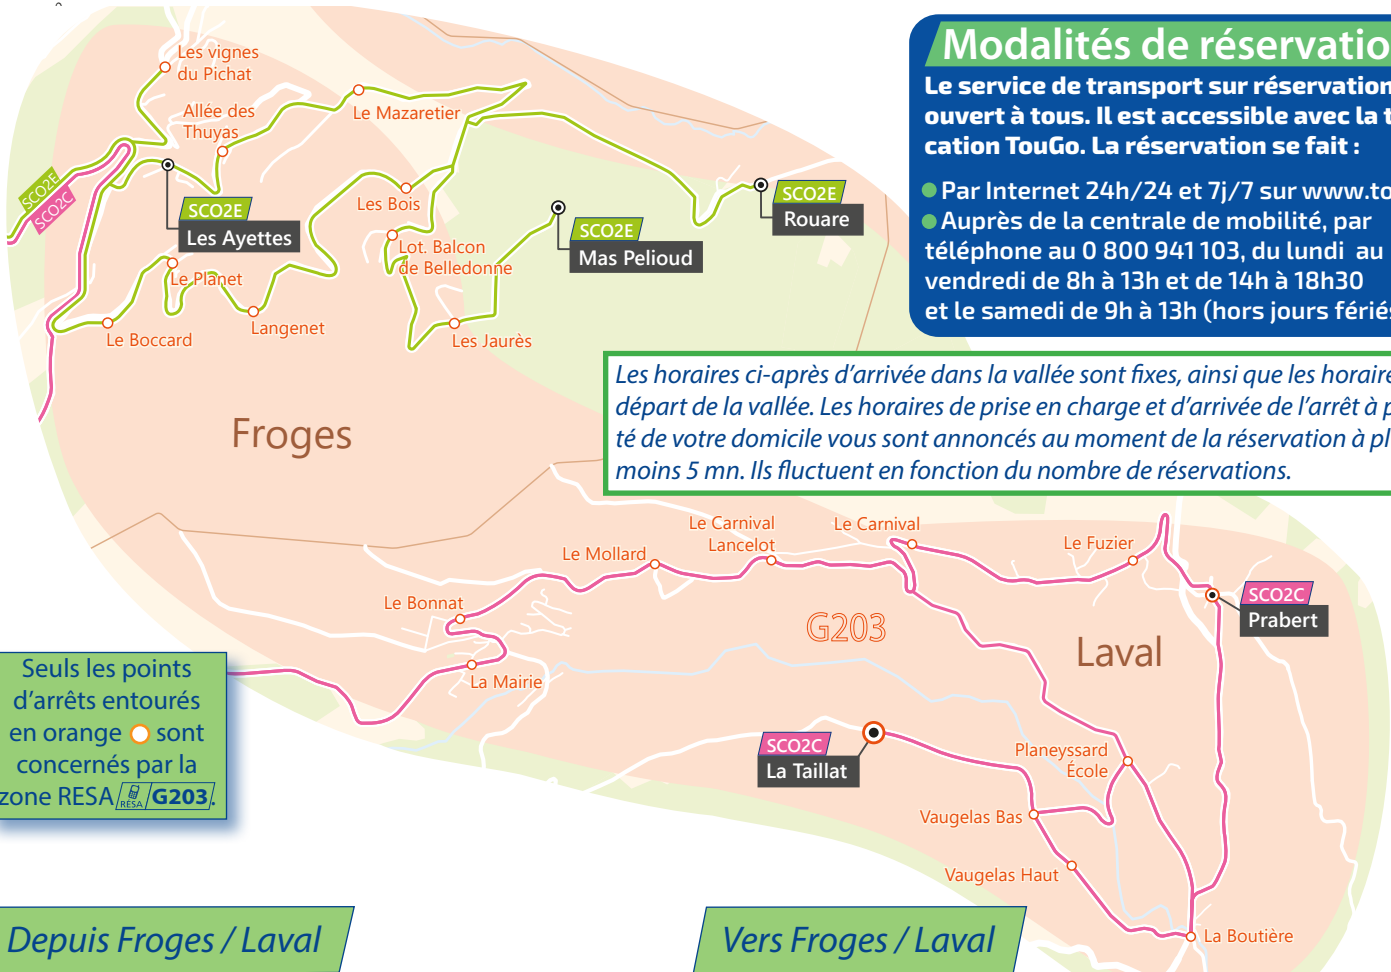 Les vignes
du Pichat
Allée des
Thuyas
Le Mazaretier
SCO2E
SCO2C
SCO2E
Les Ayettes
Les Bois
Lot. Balcon
de Belledonne
SCO2E
Mas Pelioud
SCO2E
Rouare
Le Planet
Langenet
Le Boccard
Les Jaurès
Froges
Modalités de réservatio
Le service de transport sur réservation
ouvert à tous. Il est accessible avec la t
cation TouGo. La réservation se fait :
Par Internet 24h/24 et 7j/7 sur www.to
Auprès de la centrale de mobilité, par
téléphone au 0 800 941 103, du lundi au
vendredi de 8h à 13h et de 14h à 18h30
et le samedi de 9h à 13h (hors jours fériés
Les horaires ci-après d’arrivée dans la vallée sont fixes, ainsi que les horaire
départ de la vallée. Les horaires de prise en charge et d’arrivée de l’arrêt à p
té de votre domicile vous sont annoncés au moment de la réservation à pl
moins 5 mn. Ils fluctuent en fonction du nombre de réservations.
Le Carnival
Lancelot
Le Carnival
Le Mollard
Le Fuzier
Le Bonnat
La Mairie
G203
Laval
SCO2C
Prabert
SCO2C
La Taillat
Planeyssard
École
Vaugelas Bas
Vaugelas Haut
La Boutière
Seuls les points
d’arrêts entourés
en orange sont
concernés par la
zone RESA RESA G203.
Depuis Froges / Laval
Vers Froges / Laval